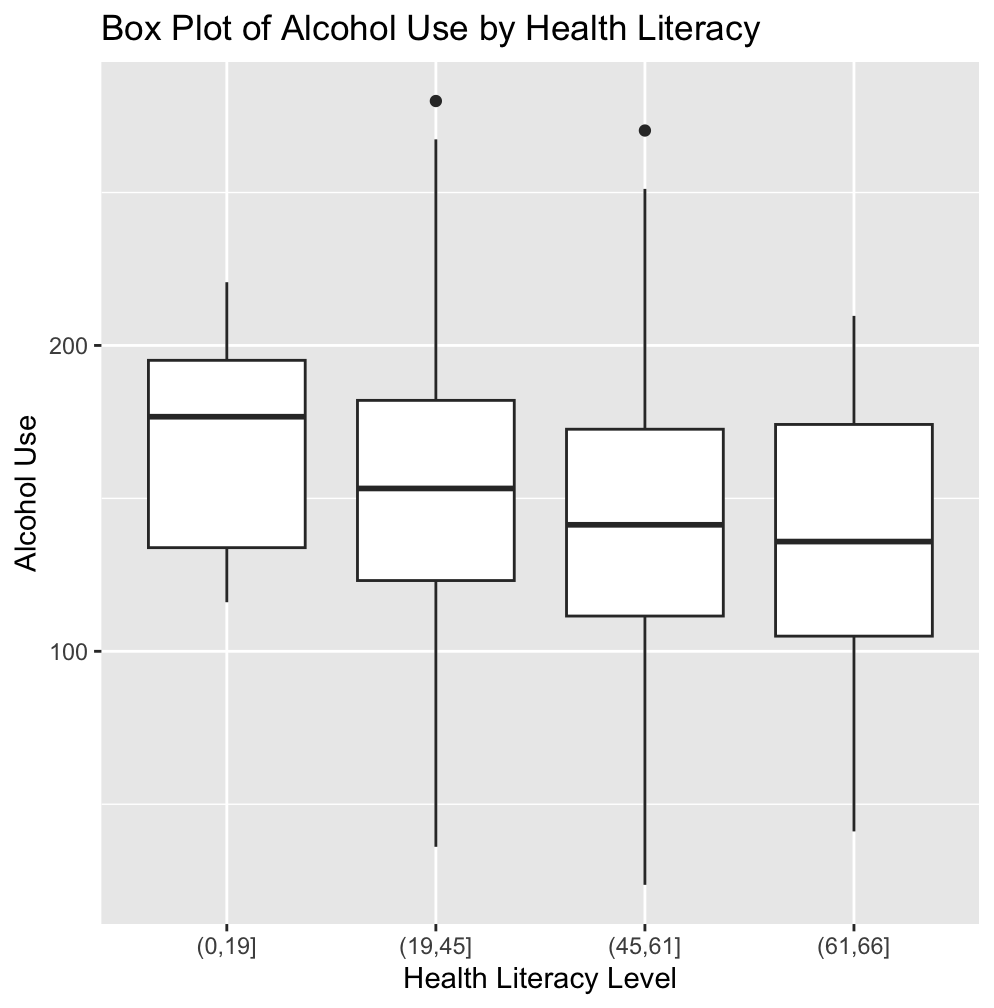 Box Plot of Alcohol Use by Health Literacy
Alcohol Use
200
100
(0,19]
(19,45]
(45,61]
(61,66]
Health Literacy Level